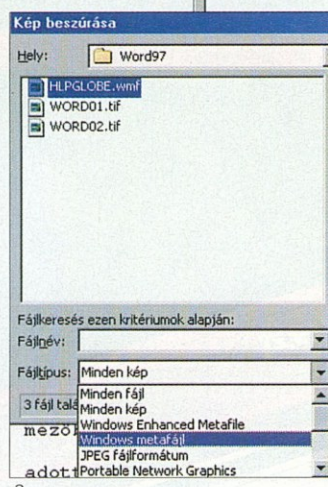 Kép beszúrása
Hely: Word97
HLPGLOBE.wmf
WORD01.tif
WORD02.tif
Fájlkeresés ezen kritériumok alapján:
Fájlnév:
Fájltípus: Minden kép
Minden fájl
3 fájl talá
Minden kép
Windows Enhanced Metafile
mező
Windows metafájl
JPEG fájlformátum
adott
Portable Network Graphics